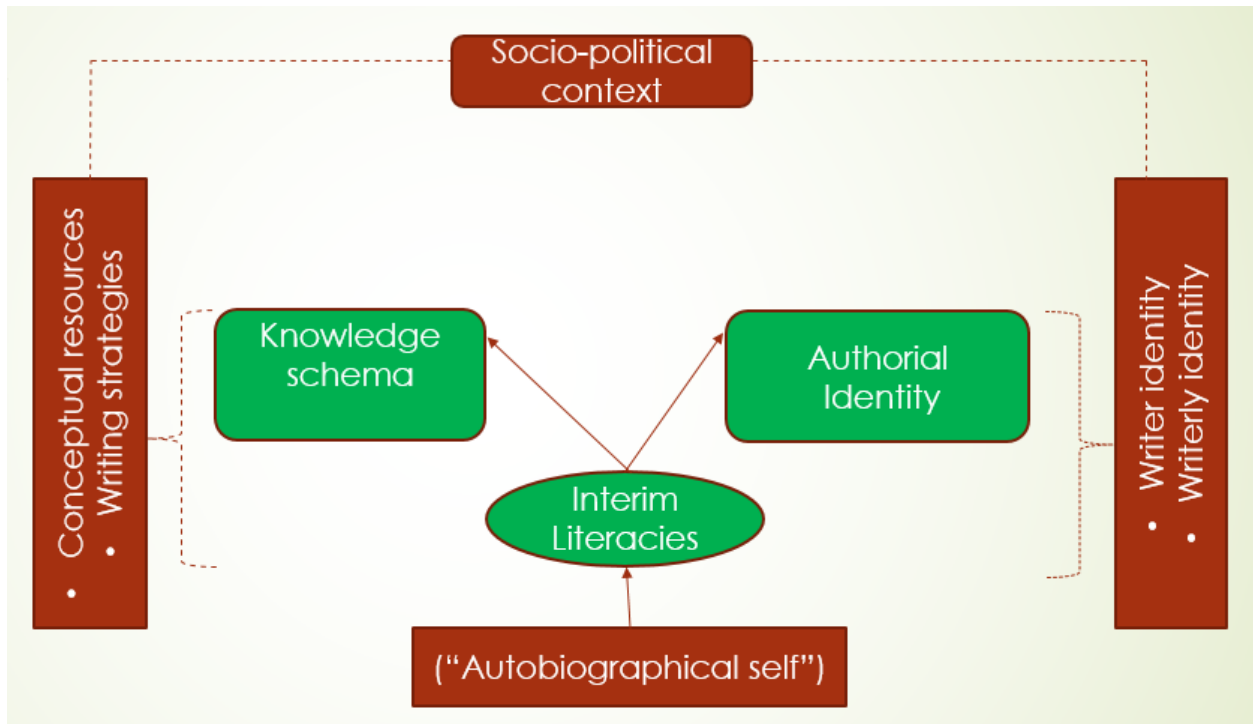 Socio-political
context
• Conceptual resources
• Writing strategies
Knowledge
schema
Authorial
Identity
• Writer identity
• Writerly identity
Interim
Literacies
(“Autobiographical self”)